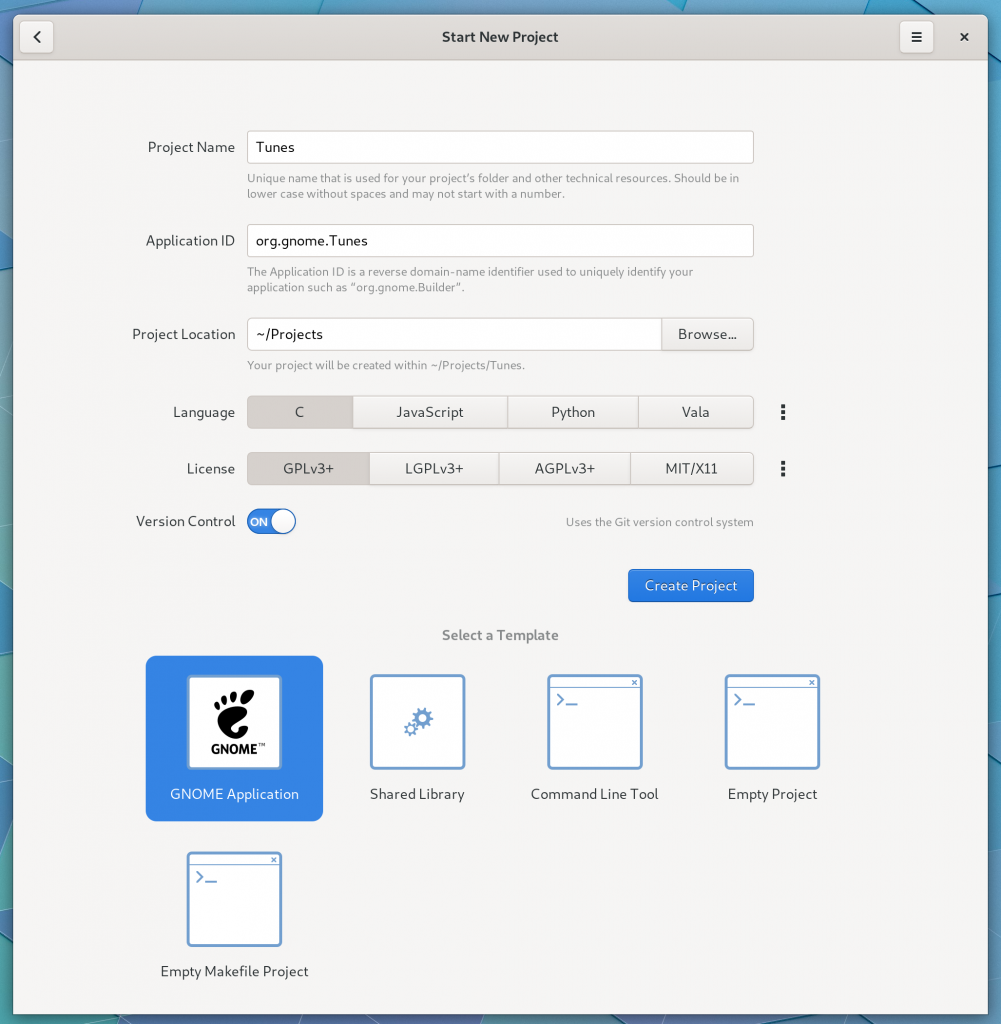 Start New Project
Project Name
Tunes
Unique name that is used for your project's folder and other technical resources. Should be in
lower case without spaces and may not start with a number.
Application ID
org.gnome.Tunes
The Application ID is a reverse domain-name identifier used to uniquely identify your
application such as “org.gnome.Builder”.
Project Location
~/Projects
Browse...
Your project will be created within ~/Projects/Tunes.
Language
C
JavaScript
Python
Vala
License
GPLv3+
LGPLv3+
AGPLv3+
MIT/X11
Version Control
ON
Uses the Git version control system
Create Project
Select a Template
GNOME™
GNOME Application
Shared Library
Command Line Tool
Empty Project
Empty Makefile Project